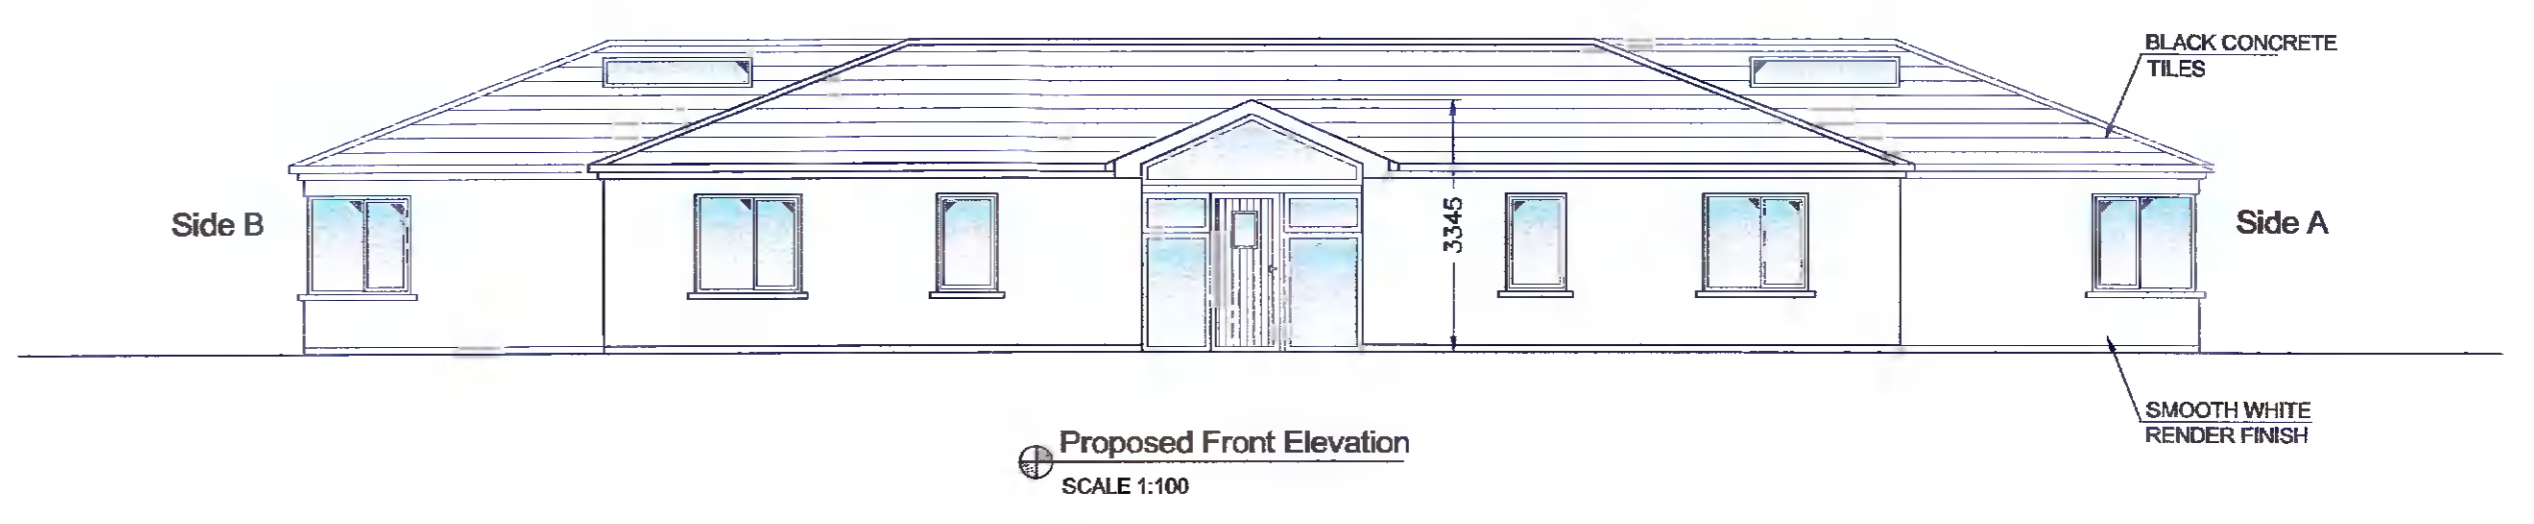 BLACK CONCRETE
TILES
Side B
3345
Side A
SMOOTH WHITE
RENDER FINISH
Proposed Front Elevation
SCALE 1:100